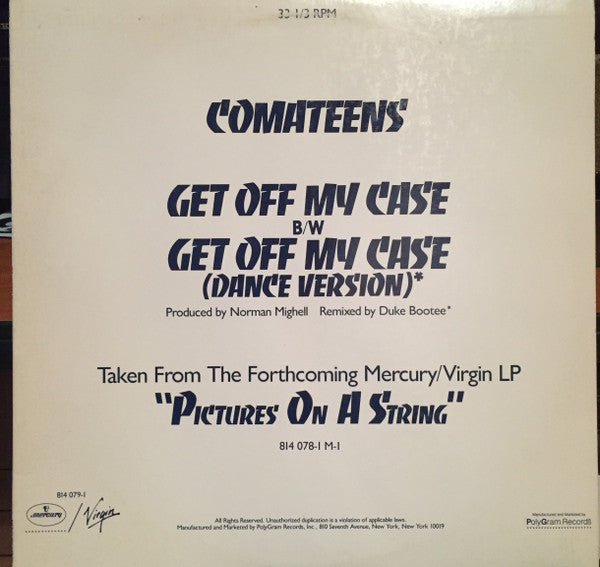 33 1/3 RPM
COMATEENS
GET OFF MY CASE
B/W
GET OFF MY CASE
(DANCE VERSION)*
Produced by Norman Mighell Remixed by Duke Bootee*
Taken From The Forthcoming Mercury/Virgin LP
"PICTURES ON A STRING"
814 078-1 M-1
814 079-1
mercury / Virgin
All Rights Reserved. Unauthorized duplication is a violation of applicable laws.
Manufactured and Marketed by PolyGram Records, Inc., 810 Seventh Avenue, New York, New York 10019
Manufactured and Marketed by
PolyGram Records